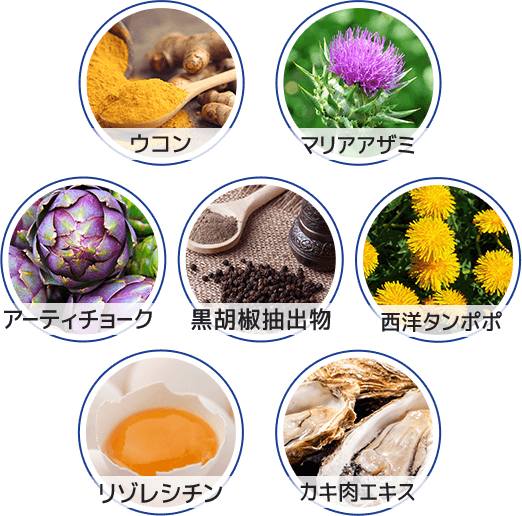 ウコン
マリアアザミ
アーティチョーク
黒胡椒抽出物
西洋タンポポ
リゾレシチン
カキ肉エキス